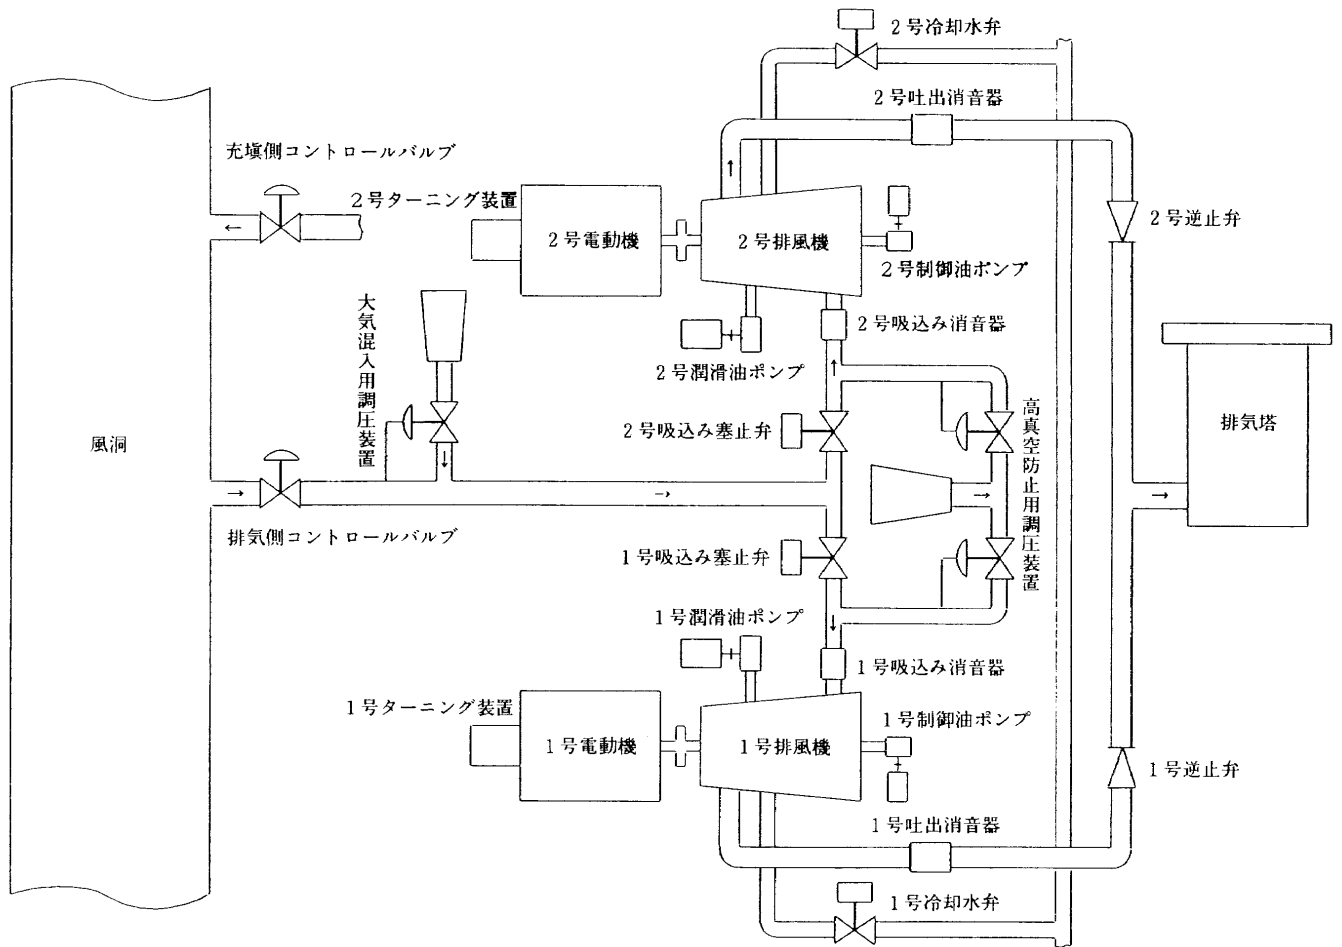 2号冷却水弁
2号吐出消音器
充塡側コントロールバルブ
2号ターニング装置
2号電動機
2号排風機
2号逆止弁
2号制御油ポンプ
大気混入用調圧装置
2号吸込み消音器
2号潤滑油ポンプ
風洞
2号吸込み塞止弁
高真空防止用調圧装置
排気塔
排気側コントロールバルブ
1号吸込み塞止弁
1号潤滑油ポンプ
1号吸込み消音器
1号ターニング装置
1号電動機
1号排風機
1号制御油ポンプ
1号逆止弁
1号吐出消音器
1号冷却水弁